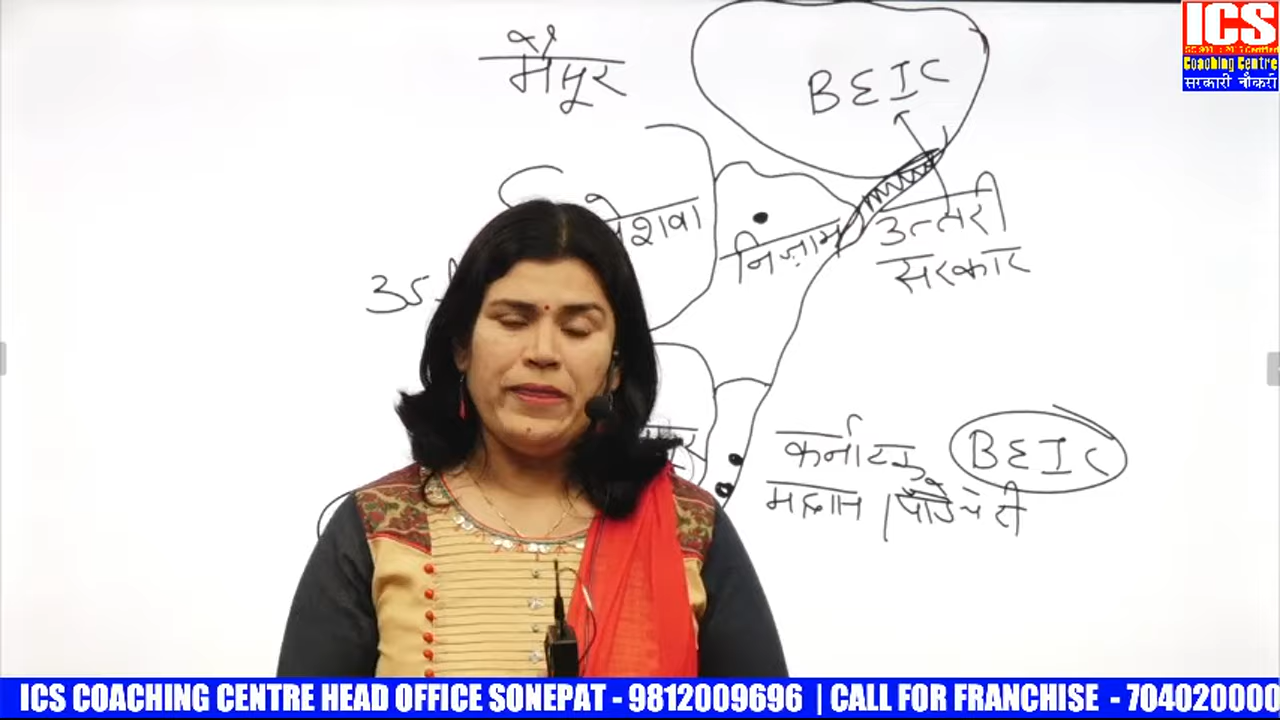 मैसूर
BEIC
निज़ाम
उत्तरी
सरकार
कर्नाटक
BEIC
मद्रास / पांडिचेरी
ICS
Coaching Centre
सरकारी नौकरी
ICS COACHING CENTRE HEAD OFFICE SONEPAT - 9812009696 | CALL FOR FRANCHISE - 704020000